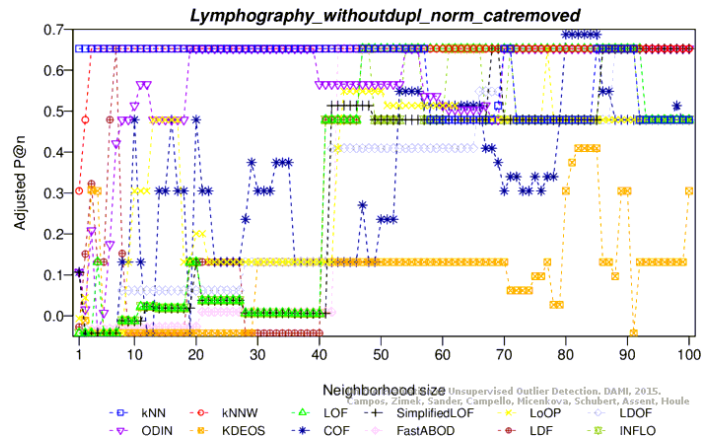 Lymphography_withoutdupl_norm_catremoved
Adjusted P@n
0.7
0.6
0.5
0.4
0.3
0.2
0.1
0.0
1 10 20 30 40 50 60 70 80 90 100
Neighborhood size
Unsupervised Outlier Detection. DAMI, 2015.
Campos, Zimek, Sander, Campello, Micenkova, Schubert, Assent, Houle
kNN kNNW LOF SimplifiedLOF LoOP LDOF
ODIN KDEOS COF FastABOD LDF INFLO